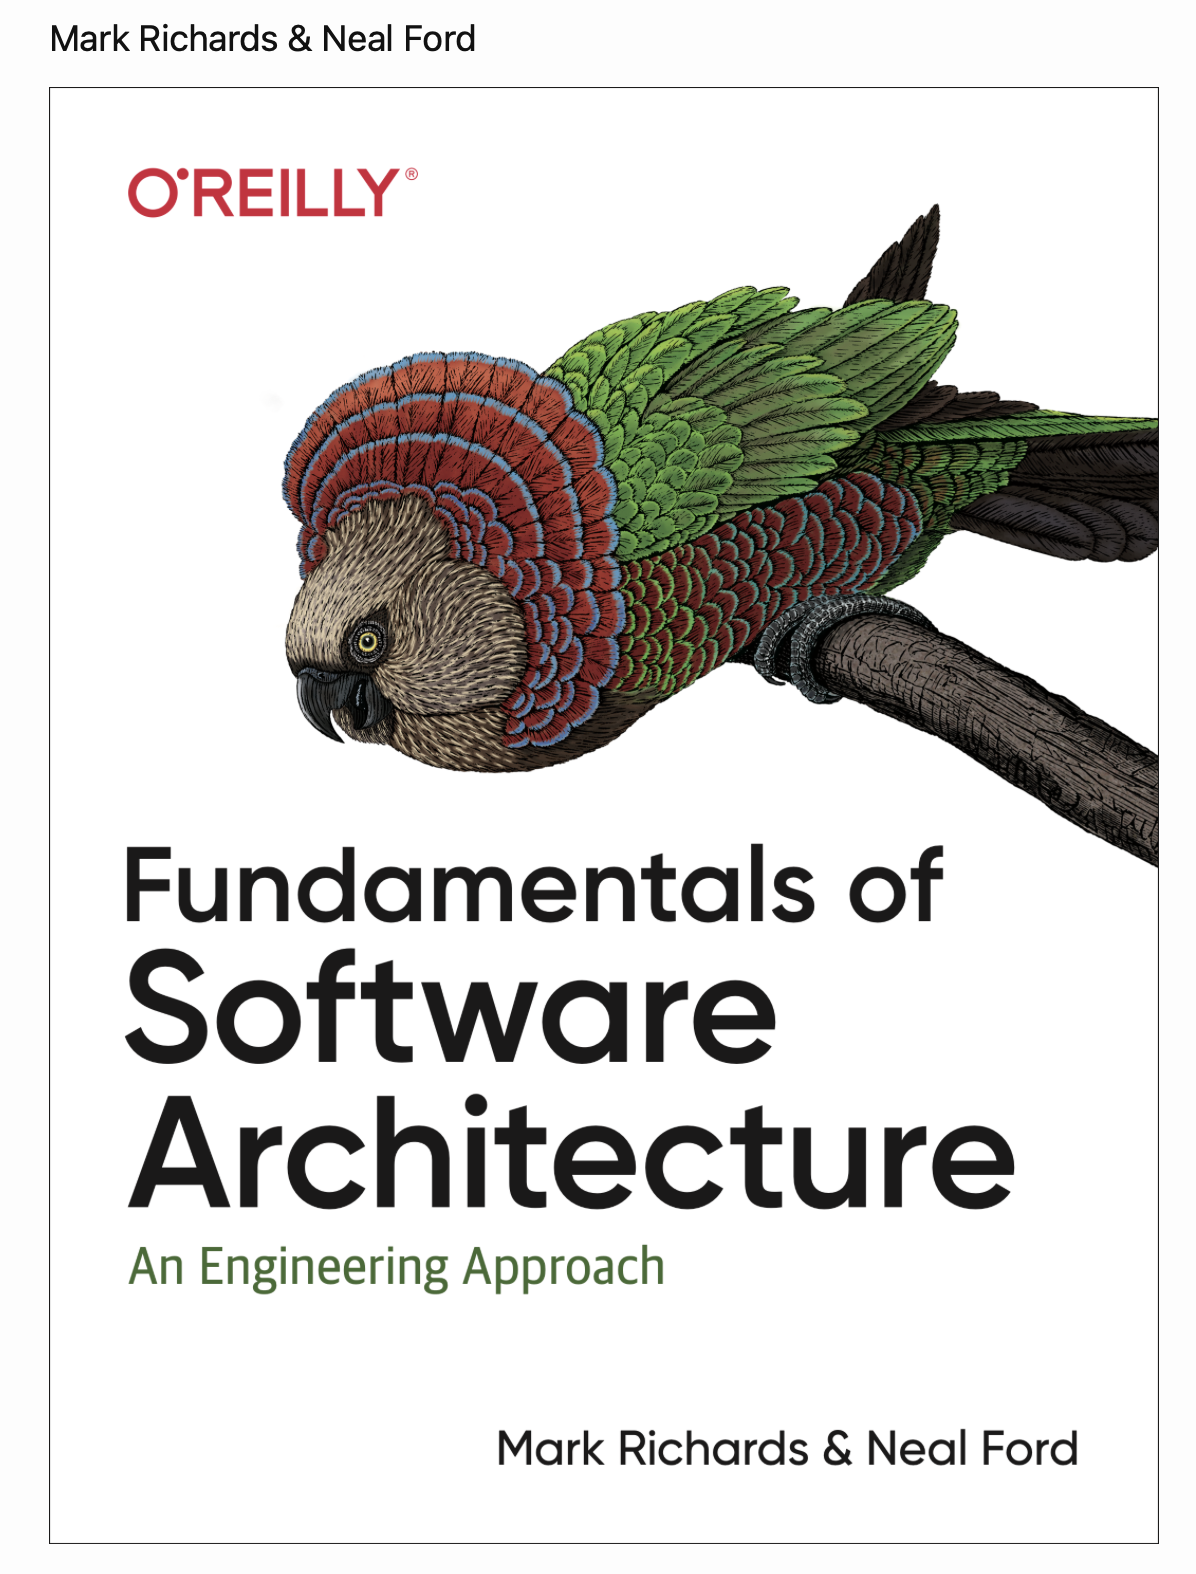 Mark Richards & Neal Ford
O'REILLY®
Fundamentals of
Software
Architecture
An Engineering Approach
Mark Richards & Neal Ford